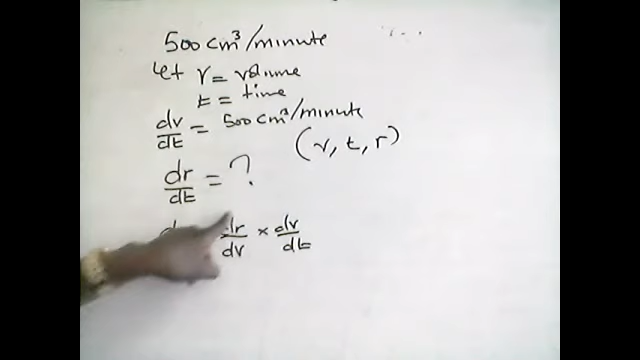 500 cm³/minute
Let V = volume
t = time
dv/dt = 500 cm³/minute
(v, t, r)
dr/dt = ?
dr/dv × dv/dt